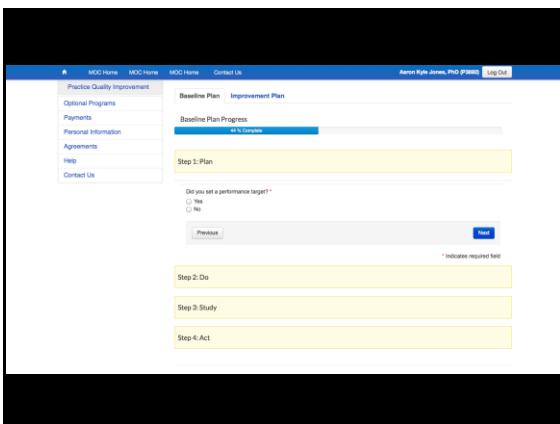 MOC Home MOC Home MOC Home Contact Us Aaron Kyle Jones, PhD (P3880) Log Out
Practice Quality Improvement
Optional Programs
Payments
Personal Information
Agreements
Help
Contact Us
Baseline Plan Improvement Plan
Baseline Plan Progress
44 % Complete
Step 1: Plan
Did you set a performance target? *
Yes
No
Previous Next
* Indicates required field
Step 2: Do
Step 3: Study
Step 4: Act